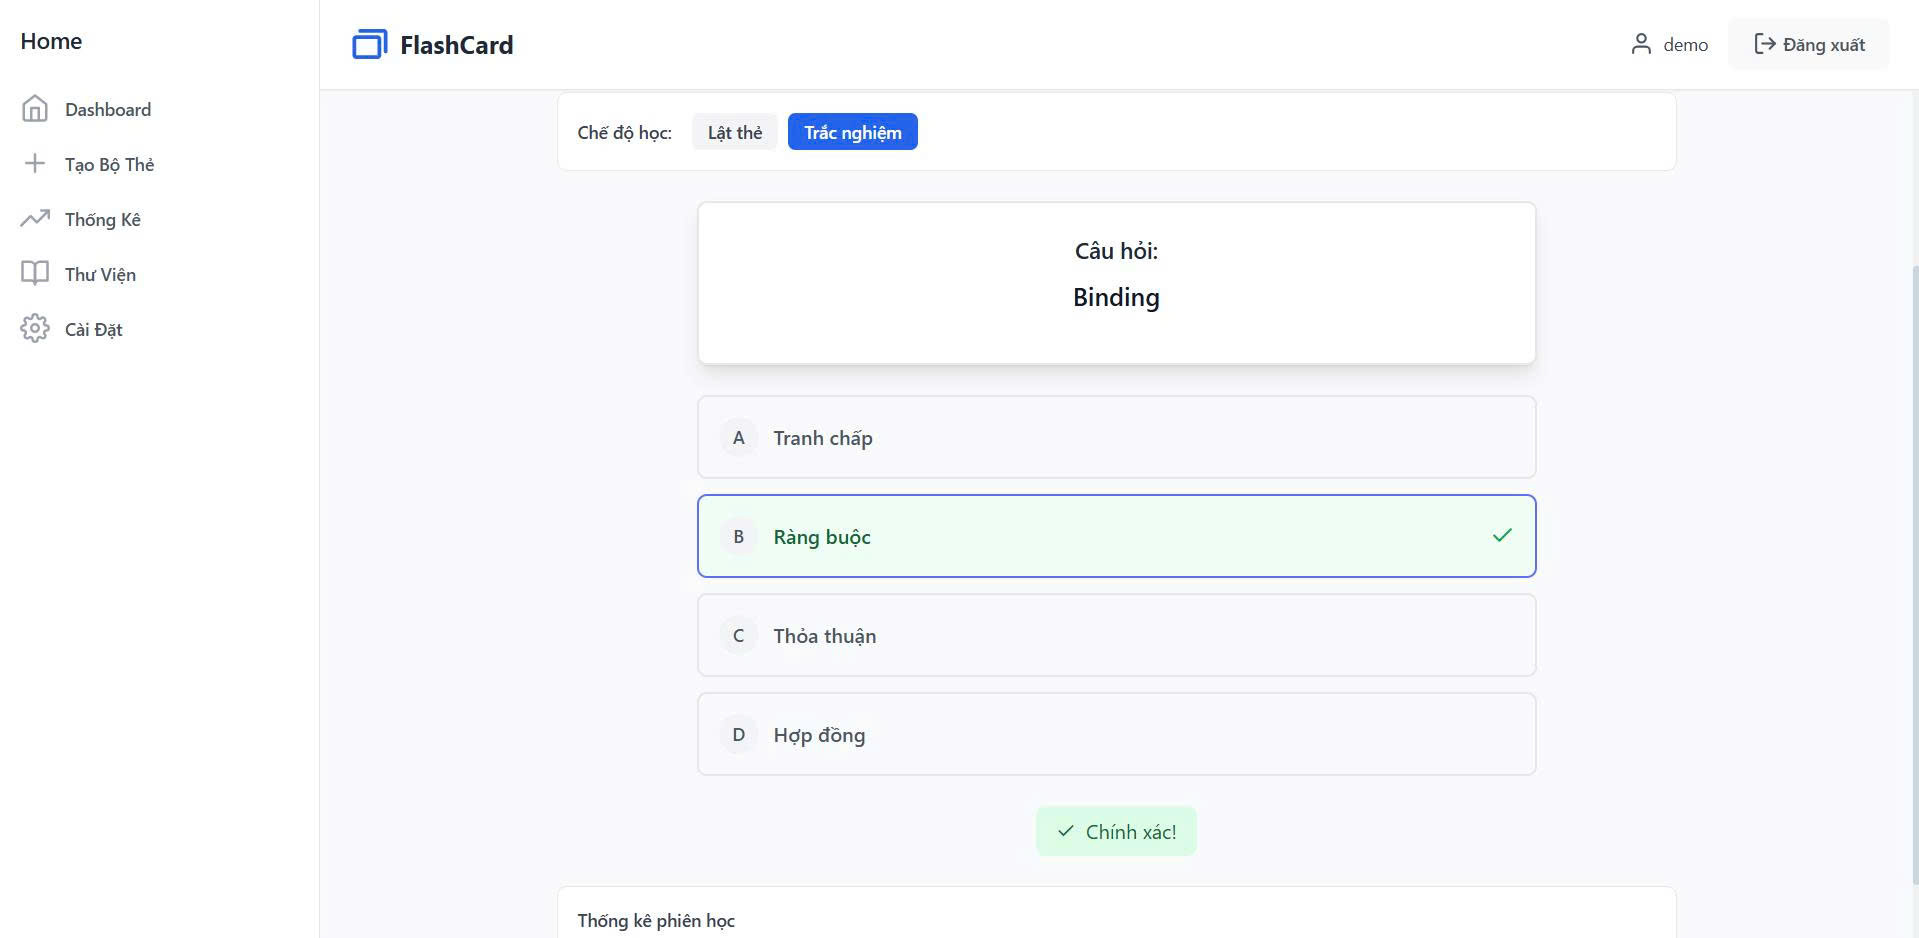 Home
Dashboard
Tạo Bộ Thẻ
Thống Kê
Thư Viện
Cài Đặt
FlashCard
demo
Đăng xuất
Chế độ học: Lật thẻ Trắc nghiệm
Câu hỏi:
Binding
A Tranh chấp
B Ràng buộc
C Thỏa thuận
D Hợp đồng
Chính xác!
Thống kê phiên học